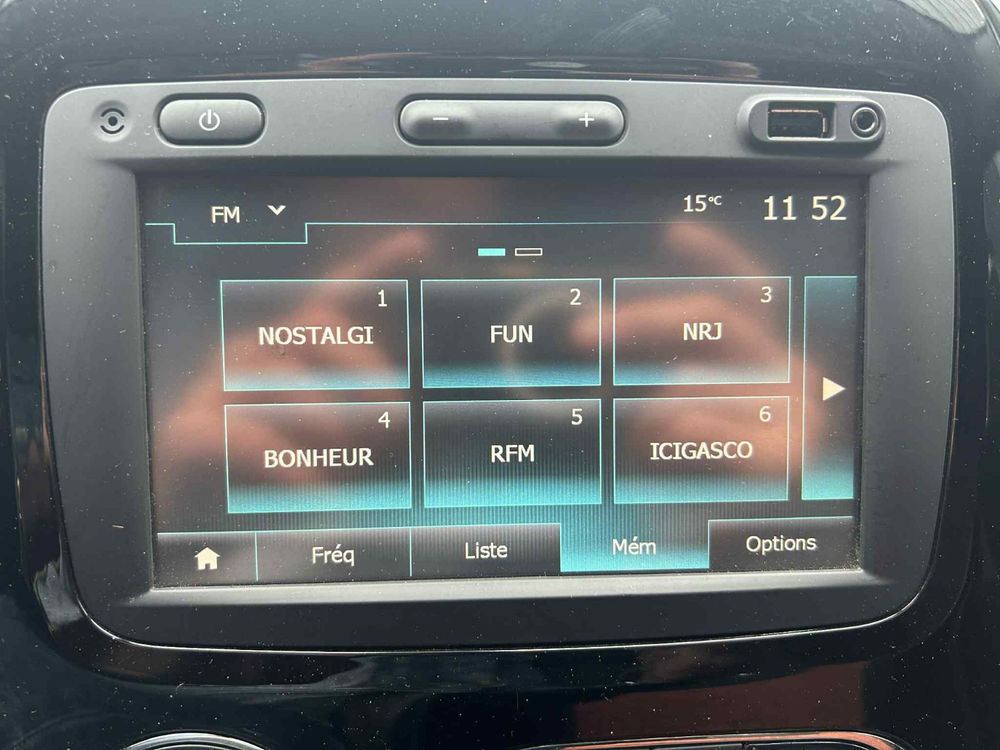 − +
FM 15°C 11 52
1 2 3
NOSTALGI FUN NRJ
4 5 6
BONHEUR RFM ICIGASCO
Fréq Liste Mém Options